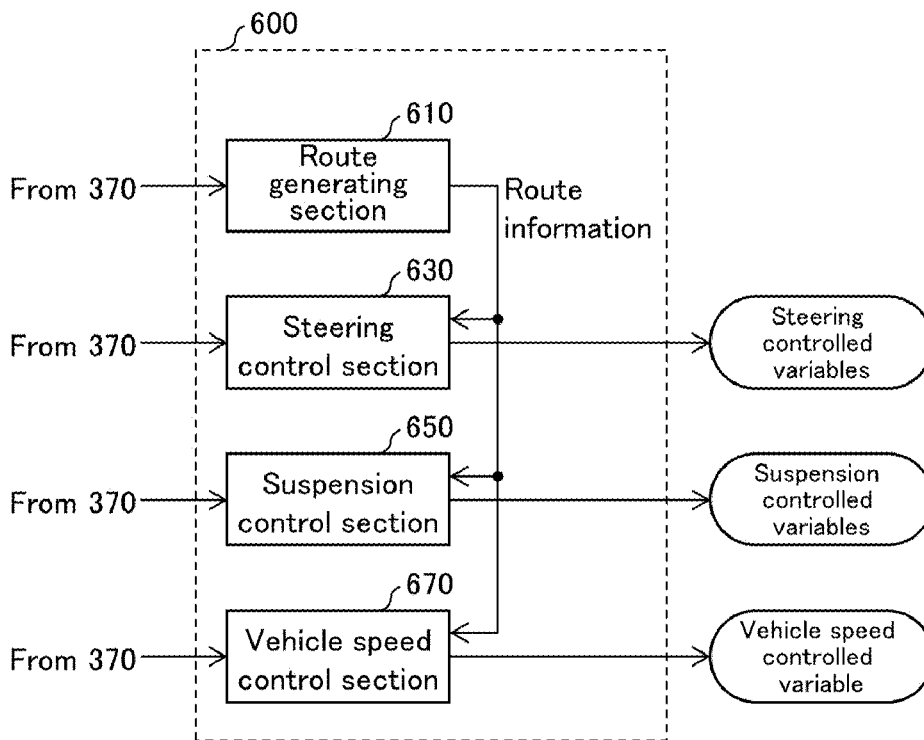 600
610
From 370
Route
generating
section
Route
information
630
From 370
Steering
control section
Steering
controlled
variables
650
From 370
Suspension
control section
Suspension
controlled
variables
670
From 370
Vehicle speed
control section
Vehicle speed
controlled
variable